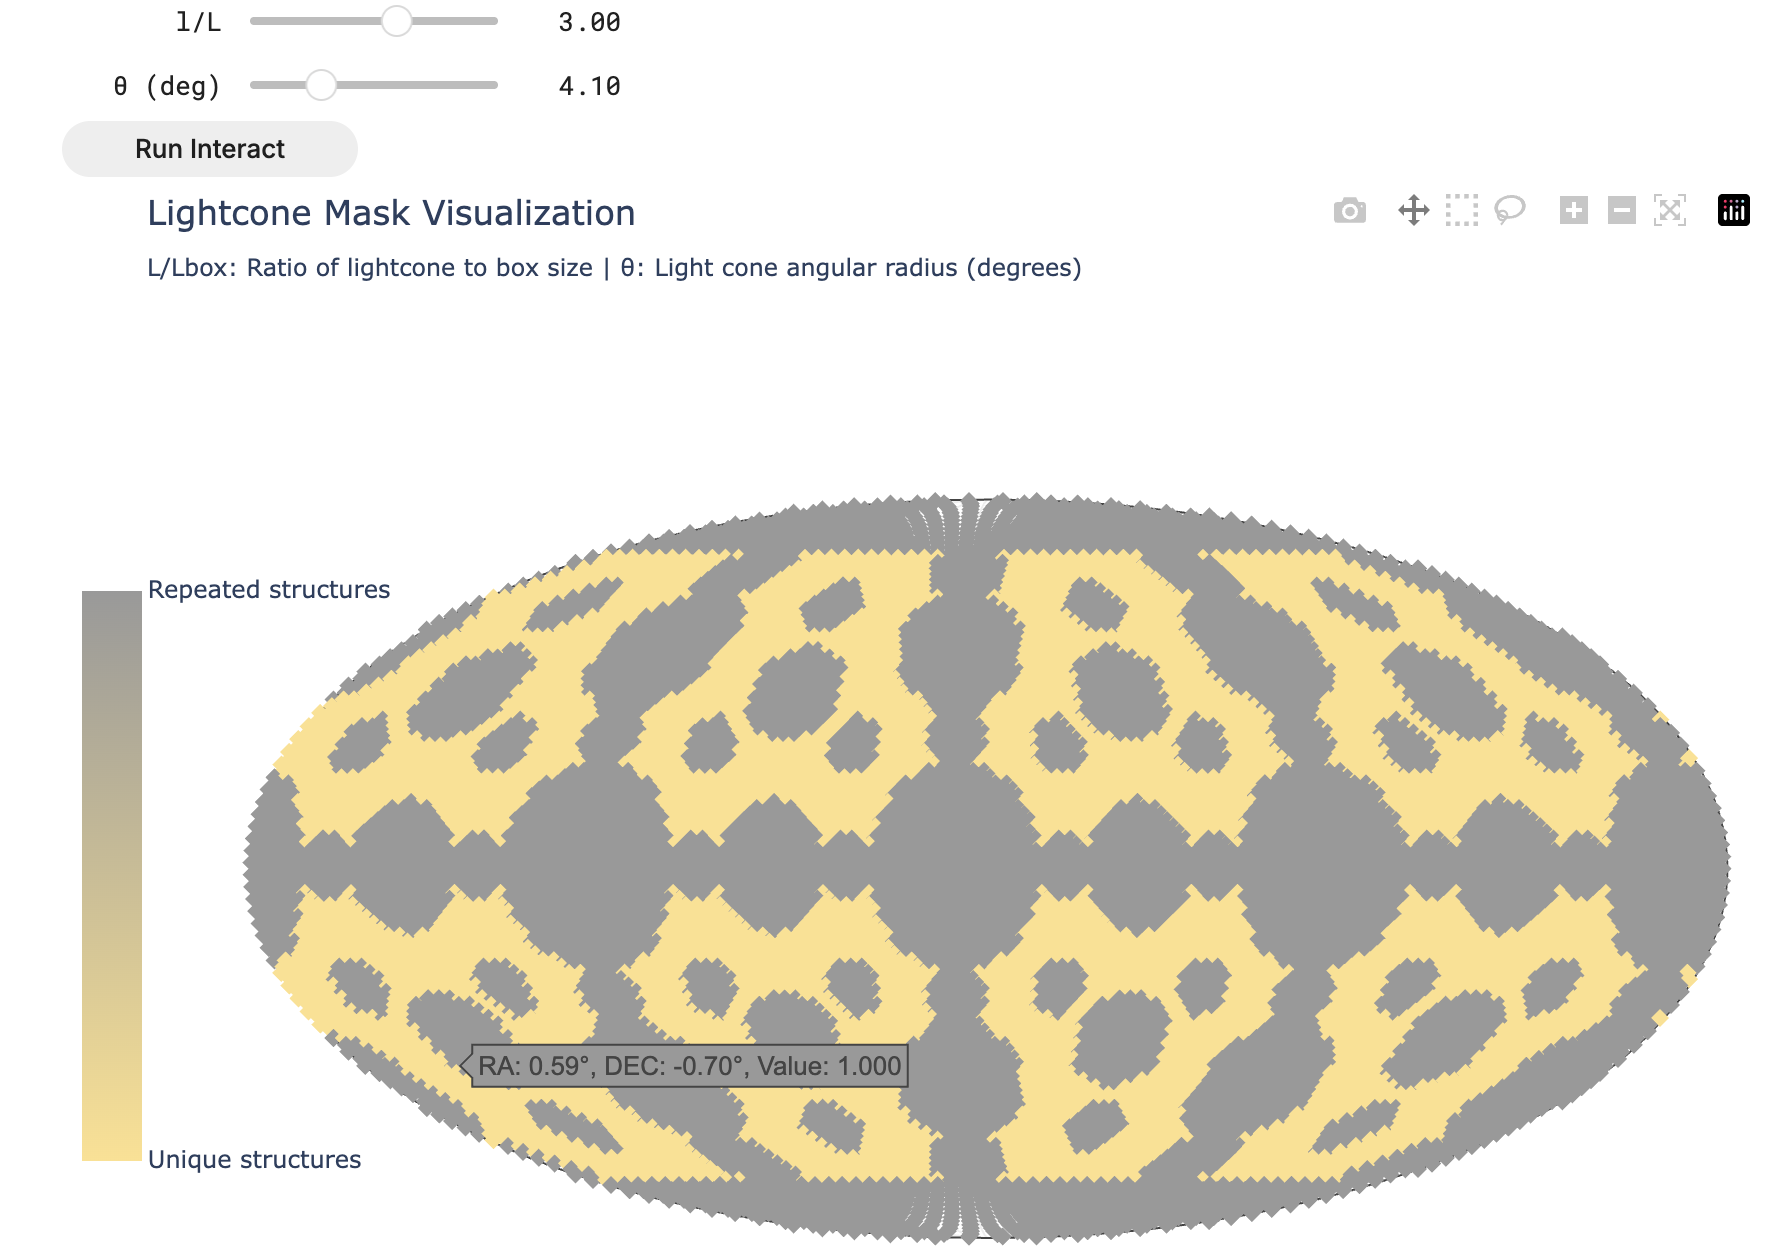 l/L 3.00
θ (deg) 4.10
Run Interact
Lightcone Mask Visualization
L/Lbox: Ratio of lightcone to box size | θ: Light cone angular radius (degrees)
Repeated structures
RA: 0.59°, DEC: -0.70°, Value: 1.000
Unique structures